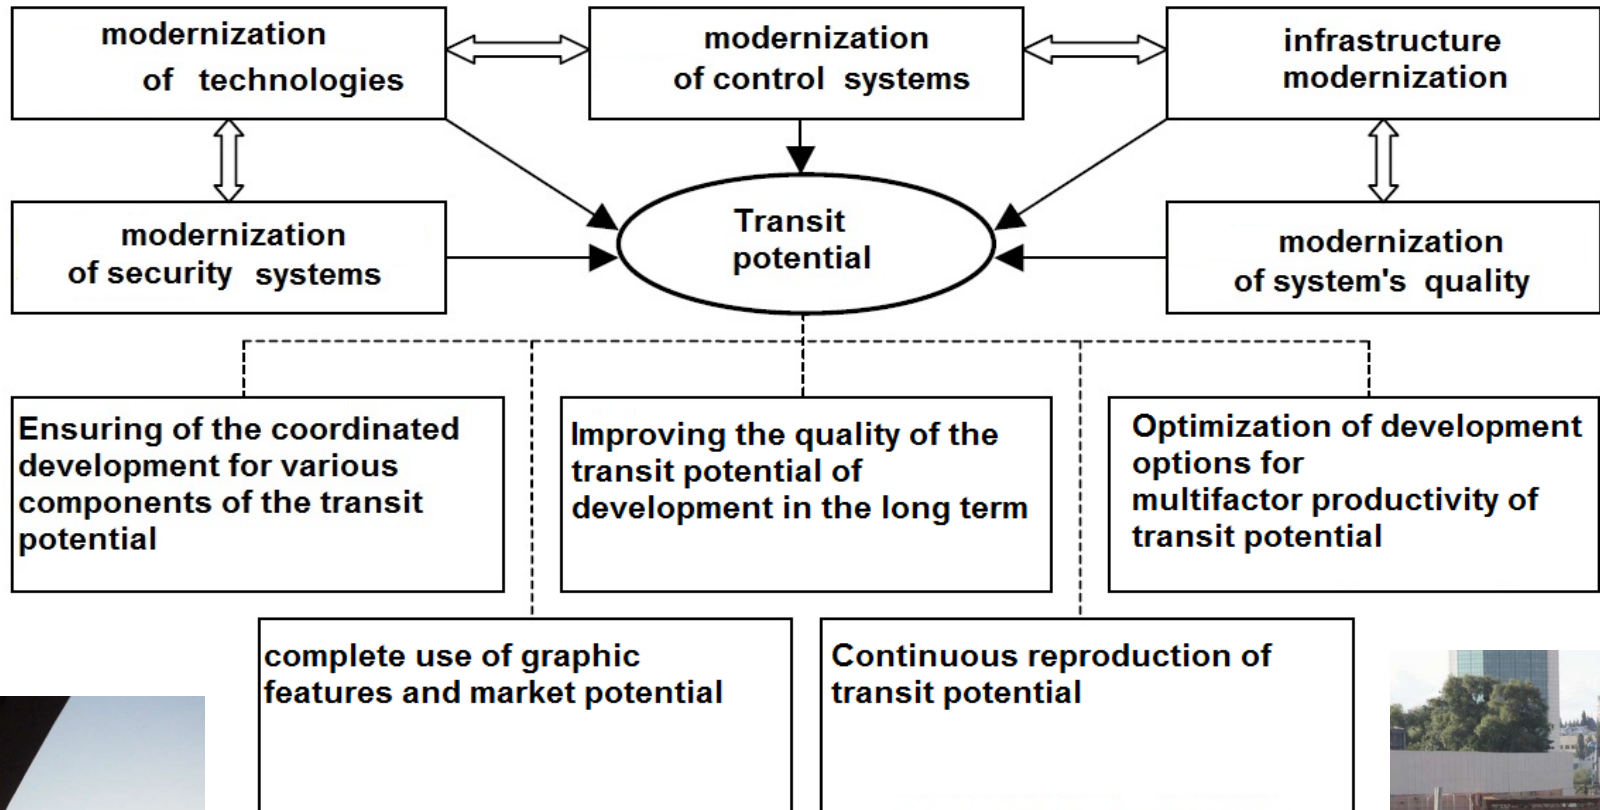 modernization
of technologies
modernization
of control systems
infrastructure
modernization
modernization
of security systems
Transit
potential
modernization
of system's quality
Ensuring of the coordinated
development for various
components of the transit
potential
Improving the quality of the
transit potential of
development in the long term
Optimization of development
options for
multifactor productivity of
transit potential
complete use of graphic
features and market potential
Continuous reproduction of
transit potential